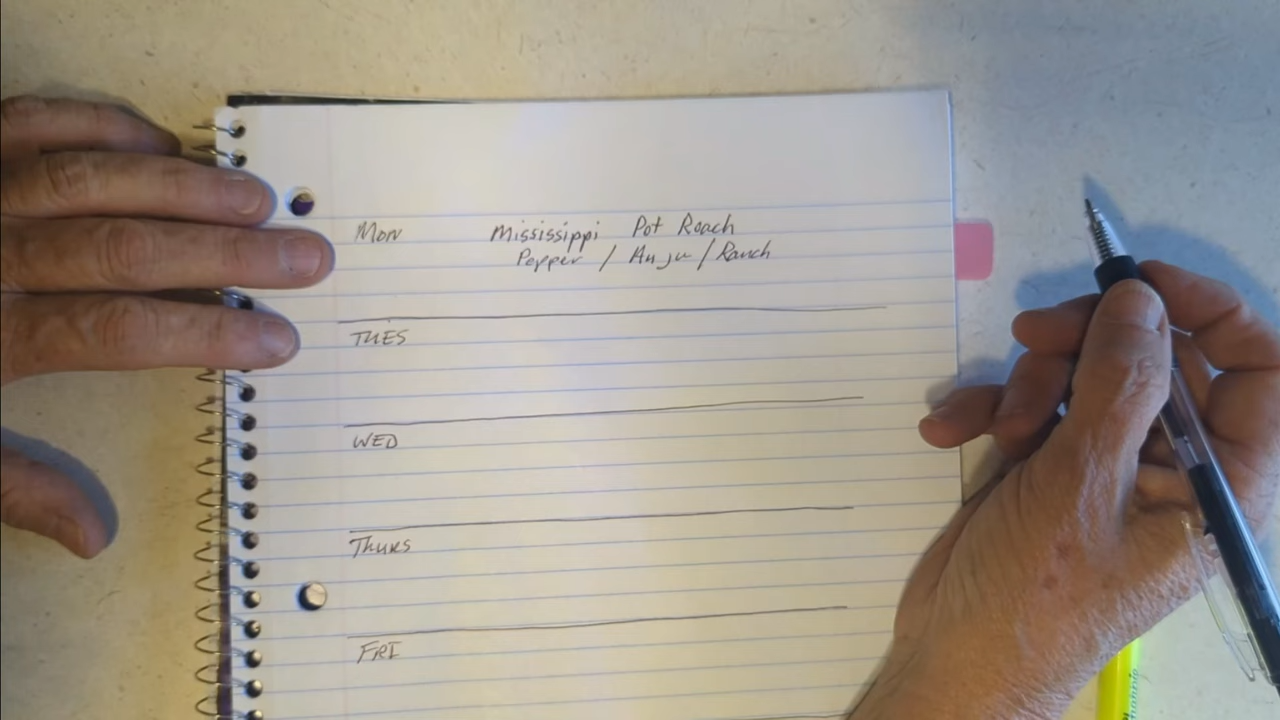 Mon Mississippi Pot Roach
Pepper / Au ju / Ranch
TUES
WED
Thurs
FRI